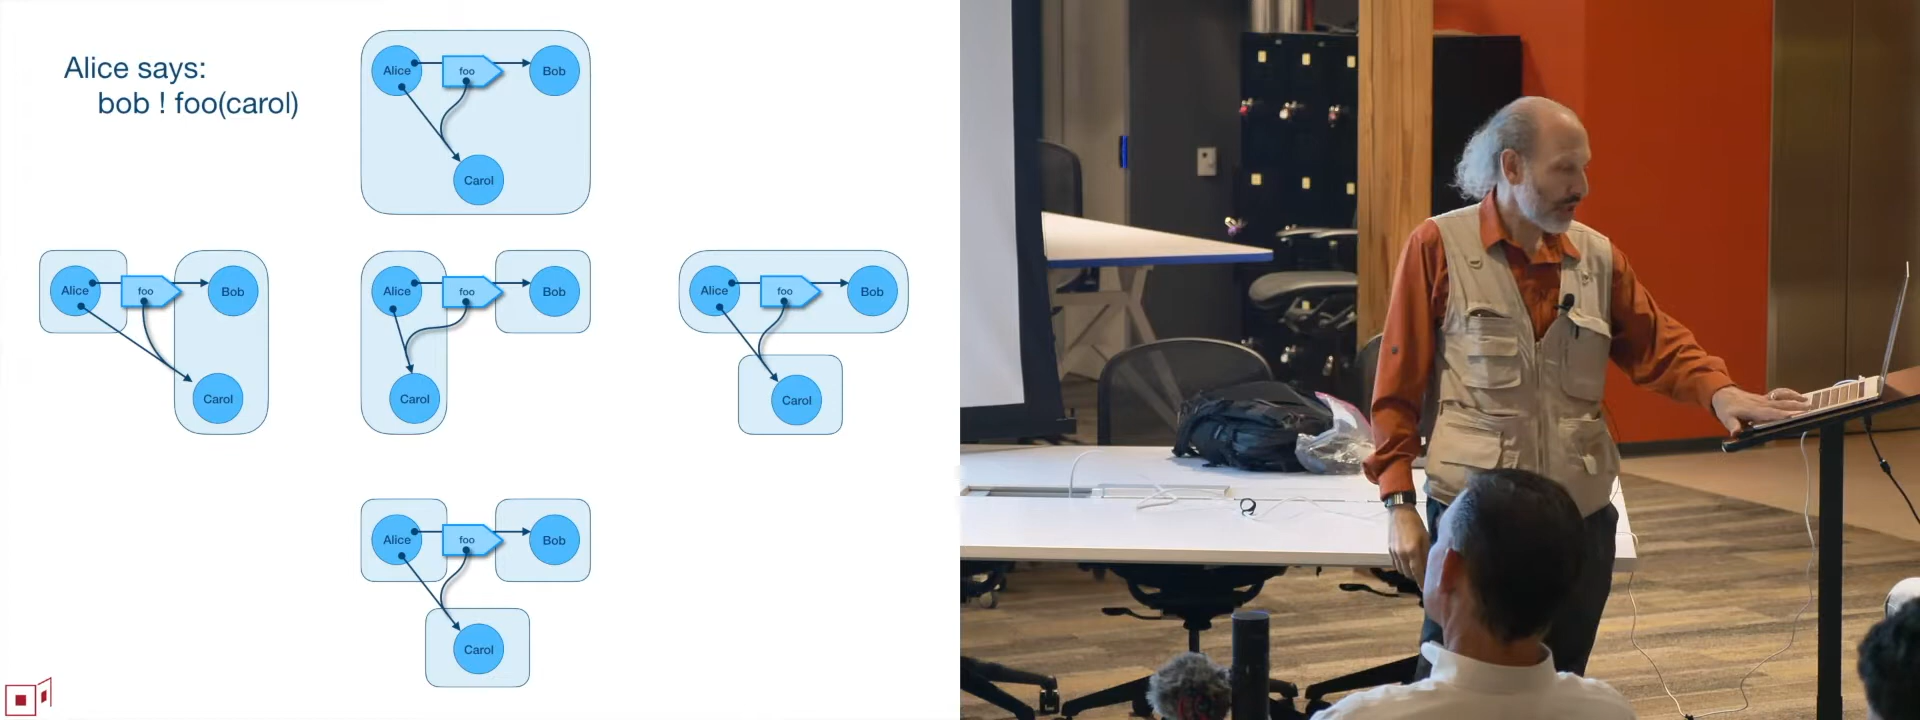 Alice says:
bob ! foo(carol)
Alice
foo
Bob
Carol
Alice
foo
Bob
Carol
Alice
foo
Bob
Carol
Alice
foo
Bob
Carol
Alice
foo
Bob
Carol